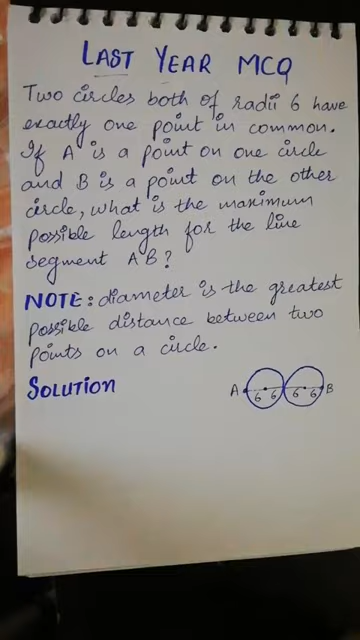 LAST YEAR MCQ
Two circles both of radii 6 have
exactly one point in common.
If A is a point on one circle
and B is a point on the other
circle, what is the maximum
possible length for the line
segment AB?
NOTE: diameter is the greatest
possible distance between two
points on a circle.
SOLUTION
A 6 6 6 6 B